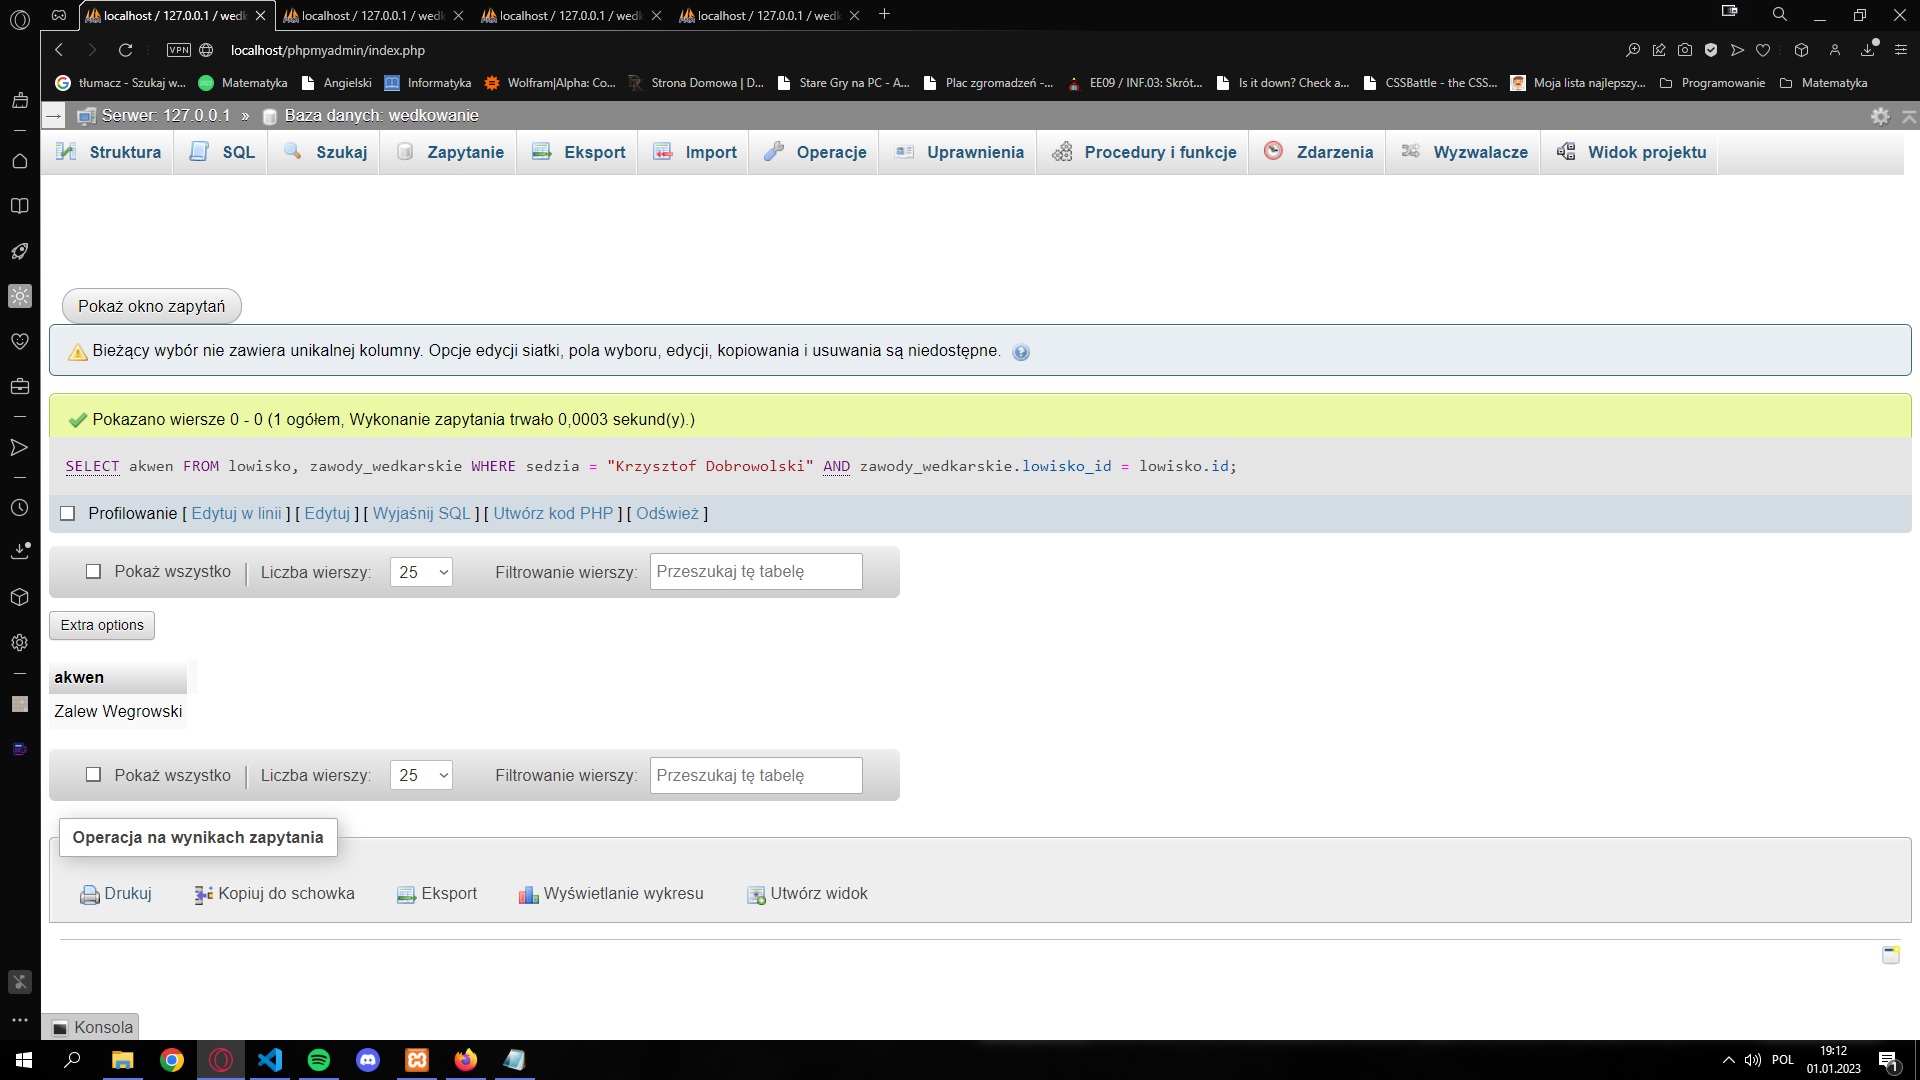 localhost / 127.0.0.1 / wedk
localhost / 127.0.0.1 / wedk
localhost / 127.0.0.1 / wedk
localhost / 127.0.0.1 / wedk
VPN
localhost/phpmyadmin/index.php
tłumacz - Szukaj w...
Matematyka
Angielski
Informatyka
Wolfram|Alpha: Co...
Strona Domowa | D...
Stare Gry na PC - A...
Plac zgromadzeń -...
EE09 / INF.03: Skrót...
Is it down? Check a...
CSSBattle - the CSS...
Moja lista najlepszy...
Programowanie
Matematyka
Serwer: 127.0.0.1 » Baza danych: wedkowanie
Struktura
SQL
Szukaj
Zapytanie
Eksport
Import
Operacje
Uprawnienia
Procedury i funkcje
Zdarzenia
Wyzwalacze
Widok projektu
Pokaż okno zapytań
Bieżący wybór nie zawiera unikalnej kolumny. Opcje edycji siatki, pola wyboru, edycji, kopiowania i usuwania są niedostępne.
Pokazano wiersze 0 - 0 (1 ogółem, Wykonanie zapytania trwało 0,0003 sekund(y).)
SELECT akwen FROM lowisko, zawody_wedkarskie WHERE sedzia = "Krzysztof Dobrowolski" AND zawody_wedkarskie.lowisko_id = lowisko.id;
Profilowanie [ Edytuj w linii ] [ Edytuj ] [ Wyjaśnij SQL ] [ Utwórz kod PHP ] [ Odśwież ]
Pokaż wszystko | Liczba wierszy: 25 Filtrowanie wierszy: Przeszukaj tę tabelę
Extra options
akwen
Zalew Wegrowski
Pokaż wszystko | Liczba wierszy: 25 Filtrowanie wierszy: Przeszukaj tę tabelę
Operacja na wynikach zapytania
Drukuj
Kopiuj do schowka
Eksport
Wyświetlanie wykresu
Utwórz widok
Konsola
POL
19:12
01.01.2023
1